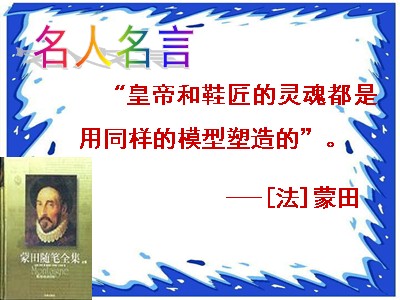 名人名言
“皇帝和鞋匠的灵魂都是
用同样的模型塑造的”。
——[法]蒙田
蒙田随笔全集
Montaigne